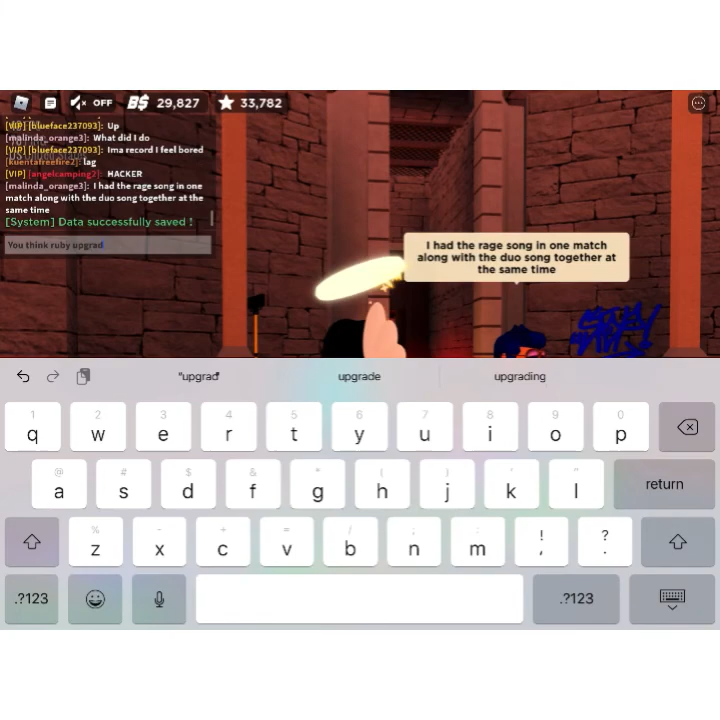 OFF B$ 29,827 33,782
[VIP] [blueface237093]: Up
[malinda_orange3]: What did I do
[VIP] [blueface237093]: Ima record I feel bored
[kuentafreefire2]: lag
[VIP] [angelcamping2]: HACKER
[malinda_orange3]: I had the rage song in one
match along with the duo song together at the
same time
[System] Data successfully saved !
You think ruby upgrad
I had the rage song in one match
along with the duo song together at
the same time
"upgrad" upgrade upgrading
1 2 3 4 5 6 7 8 9 0
q w e r t y u i o p
@ # $ & * ( ) ' "
a s d f g h j k l return
% - + = / ; : ! ?
z x c v b n m , .
.?123 .?123